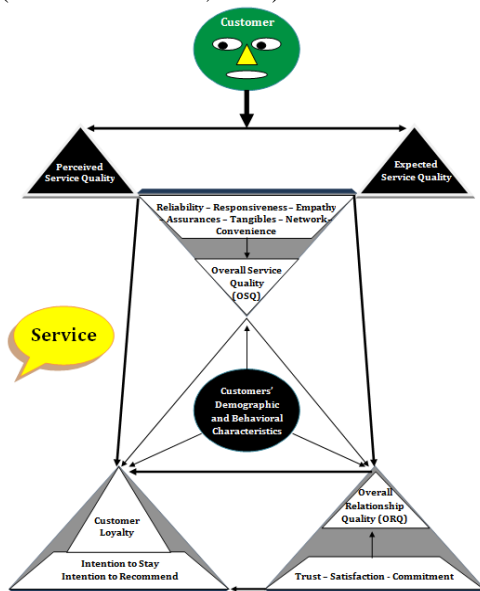 Customer
Perceived
Service Quality
Expected
Service Quality
Reliability – Responsiveness – Empathy
– Assurances – Tangibles – Network –
Convenience
Overall Service
Quality
(OSQ)
Service
Customers'
Demographic
and Behavioral
Characteristics
Customer
Loyalty
Intention to Stay
Intention to Recommend
Overall
Relationship
Quality (ORQ)
Trust – Satisfaction - Commitment